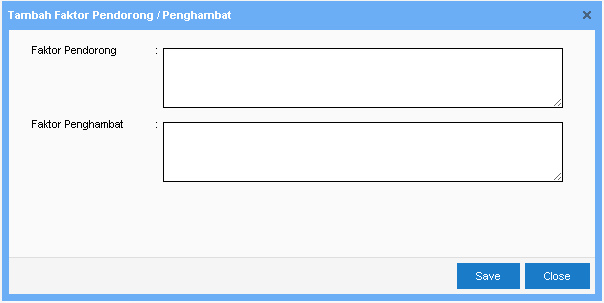 Tambah Faktor Pendorong / Penghambat
Faktor Pendorong :
Faktor Penghambat :
Save Close